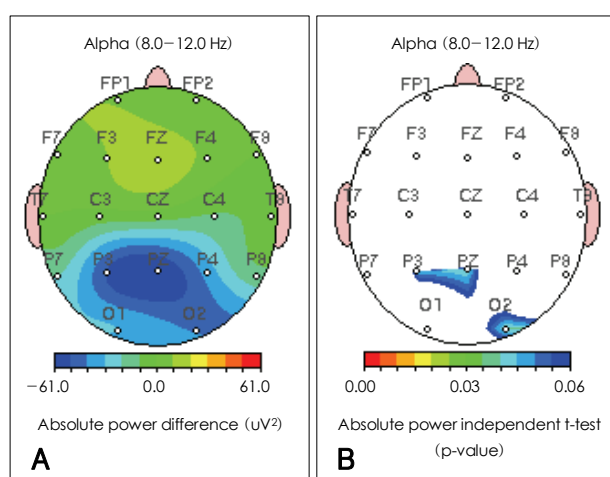 Alpha (8.0−12.0 Hz)
FP1 FP2
F7 F3 FZ F4 F8
T7 C3 CZ C4 T8
P7 P3 PZ P4 P8
O1 O2
−61.0 0.0 61.0
Absolute power difference (uV²)
A
Alpha (8.0−12.0 Hz)
FP1 FP2
F7 F3 FZ F4 F8
T7 C3 CZ C4 T8
P7 P3 PZ P4 P8
O1 O2
0.00 0.03 0.06
Absolute power independent t-test
(p-value)
B